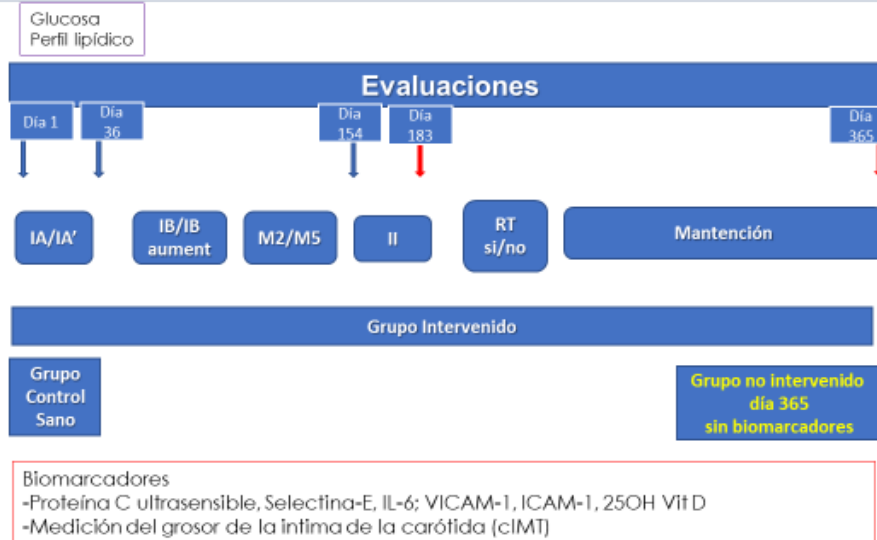 Glucosa
Perfil lipídico
Evaluaciones
Día 1
Día
36
Día
154
Día
183
Día
365
IA/IA'
IB/IB
aument
M2/M5
II
RT
si/no
Mantención
Grupo Intervenido
Grupo
Control
Sano
Grupo no intervenido
día 365
sin biomarcadores
Biomarcadores
-Proteína C ultrasensible, Selectina-E, IL-6; VICAM-1, ICAM-1, 25OH Vit D
-Medición del grosor de la intima de la carótida (cIMT)